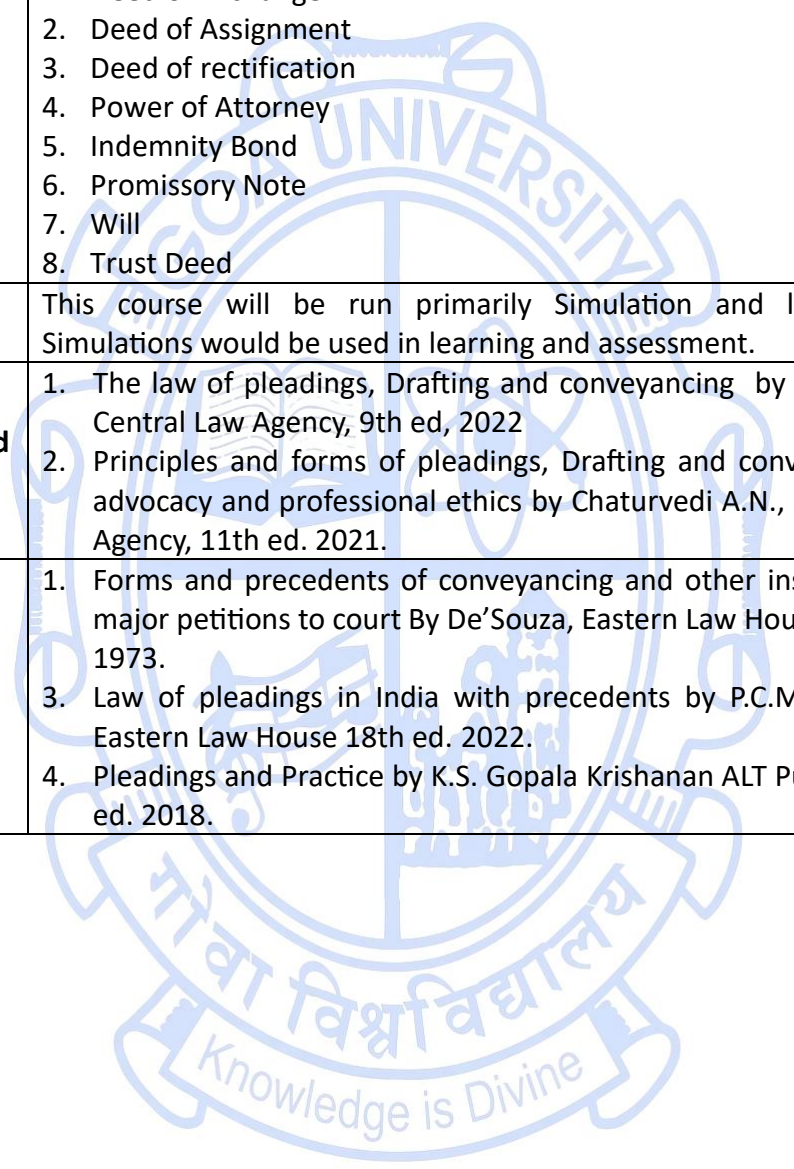 2. Deed of Assignment
3. Deed of rectification
4. Power of Attorney
5. Indemnity Bond
6. Promissory Note
7. Will
8. Trust Deed
This course will be run primarily Simulation and
Simulations would be used in learning and assessment.
1. The law of pleadings, Drafting and conveyancing by
Central Law Agency, 9th ed, 2022
2. Principles and forms of pleadings, Drafting and
advocacy and professional ethics by Chaturvedi A.N.,
Agency, 11th ed. 2021.
1. Forms and precedents of conveyancing and other
major petitions to court By De'Souza, Eastern Law
1973.
3. Law of pleadings in India with precedents by
Eastern Law House 18th ed. 2022.
4. Pleadings and Practice by K.S. Gopala Krishanan ALT
ed. 2018.
GOA UNIVERSITY
गोंवा विश्वविद्यालय
Knowledge is Divine